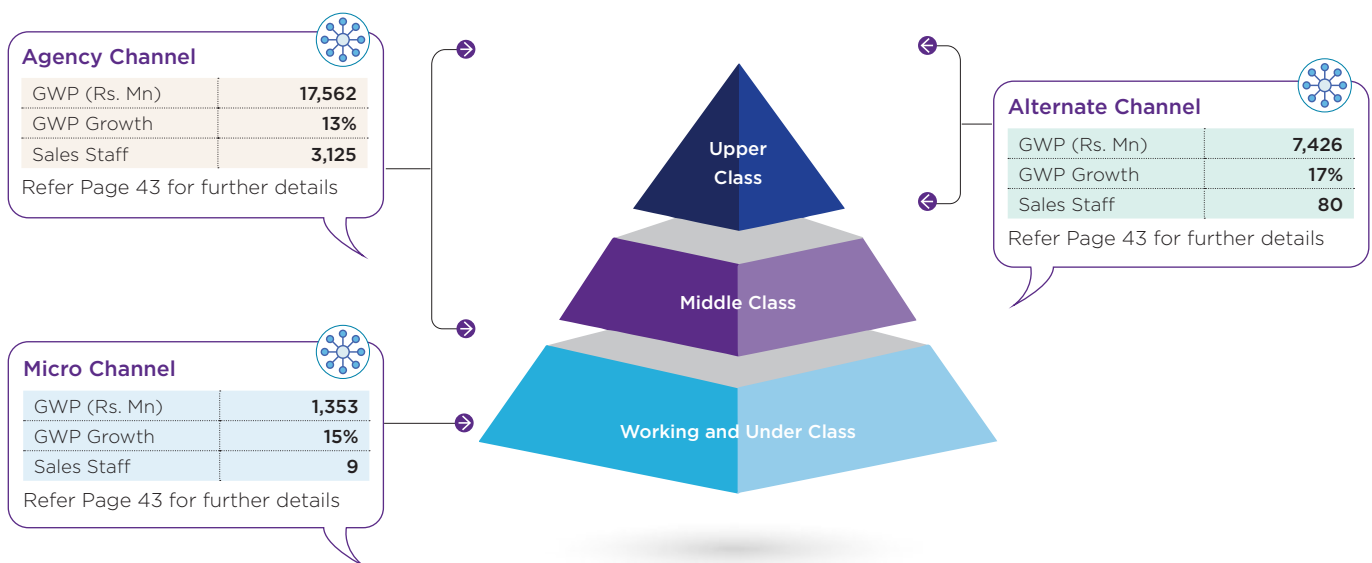 Agency Channel
GWP (Rs. Mn) 17,562
GWP Growth 13%
Sales Staff 3,125
Refer Page 43 for further details
Micro Channel
GWP (Rs. Mn) 1,353
GWP Growth 15%
Sales Staff 9
Refer Page 43 for further details
Upper
Class
Middle Class
Working and Under Class
Alternate Channel
GWP (Rs. Mn) 7,426
GWP Growth 17%
Sales Staff 80
Refer Page 43 for further details